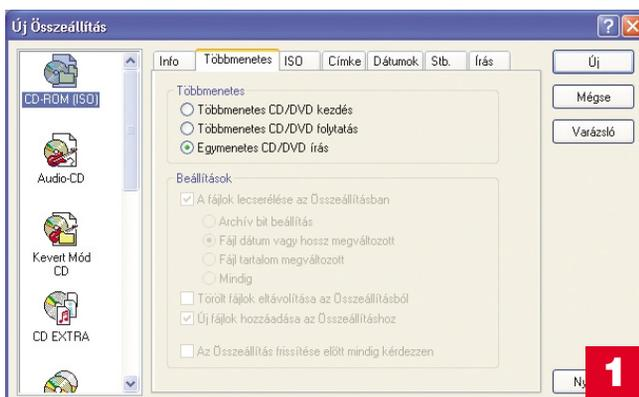 Új Összeállítás
Info Többmenetes ISO Címke Dátumok Stb. Írás
CD-ROM (ISO)
Audio-CD
Kevert Mód
CD
CD EXTRA
Többmenetes
Többmenetes CD/DVD kezdés
Többmenetes CD/DVD folytatás
Egymenetes CD/DVD írás
Beállítások
A fájlok lecserélése az Összeállításban
Archív bit beállítás
Fájl dátum vagy hossz megváltozott
Fájl tartalom megváltozott
Mindig
Törölt fájlok eltávolítása az Összeállításból
Új fájlok hozzáadása az Összeállításhoz
Az Összeállítás frissítése előtt mindig kérdezzen
Új
Mégse
Varázsló
1